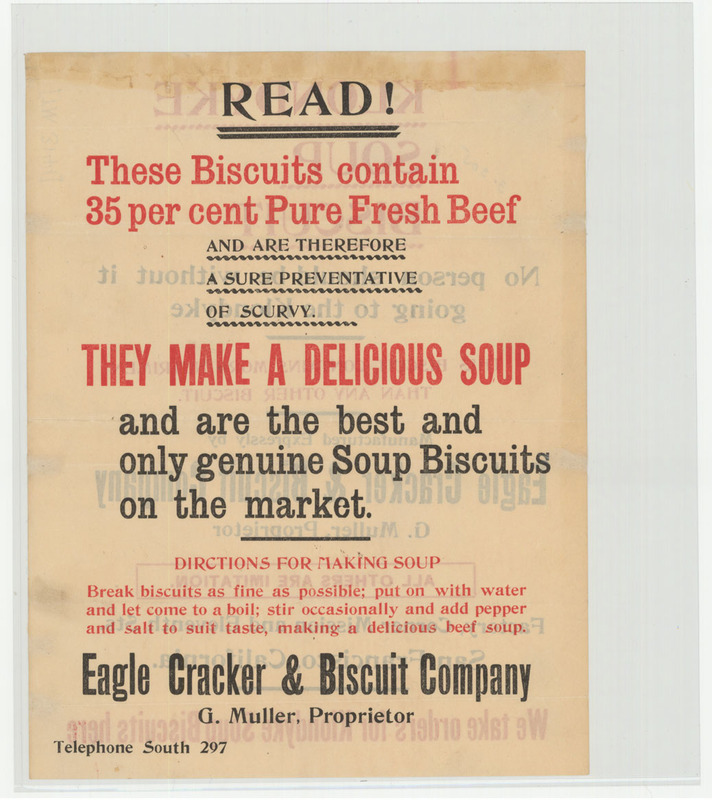 READ!
These Biscuits contain
35 per cent Pure Fresh Beef
AND ARE THEREFORE
A SURE PREVENTATIVE
OF SCURVY.
THEY MAKE A DELICIOUS SOUP
and are the best and
only genuine Soup Biscuits
on the market.
DIRCTIONS FOR MAKING SOUP
Break biscuits as fine as possible; put on with water
and let come to a boil; stir occasionally and add pepper
and salt to suit taste, making a delicious beef soup.
Eagle Cracker & Biscuit Company
G. Muller, Proprietor
Telephone South 297